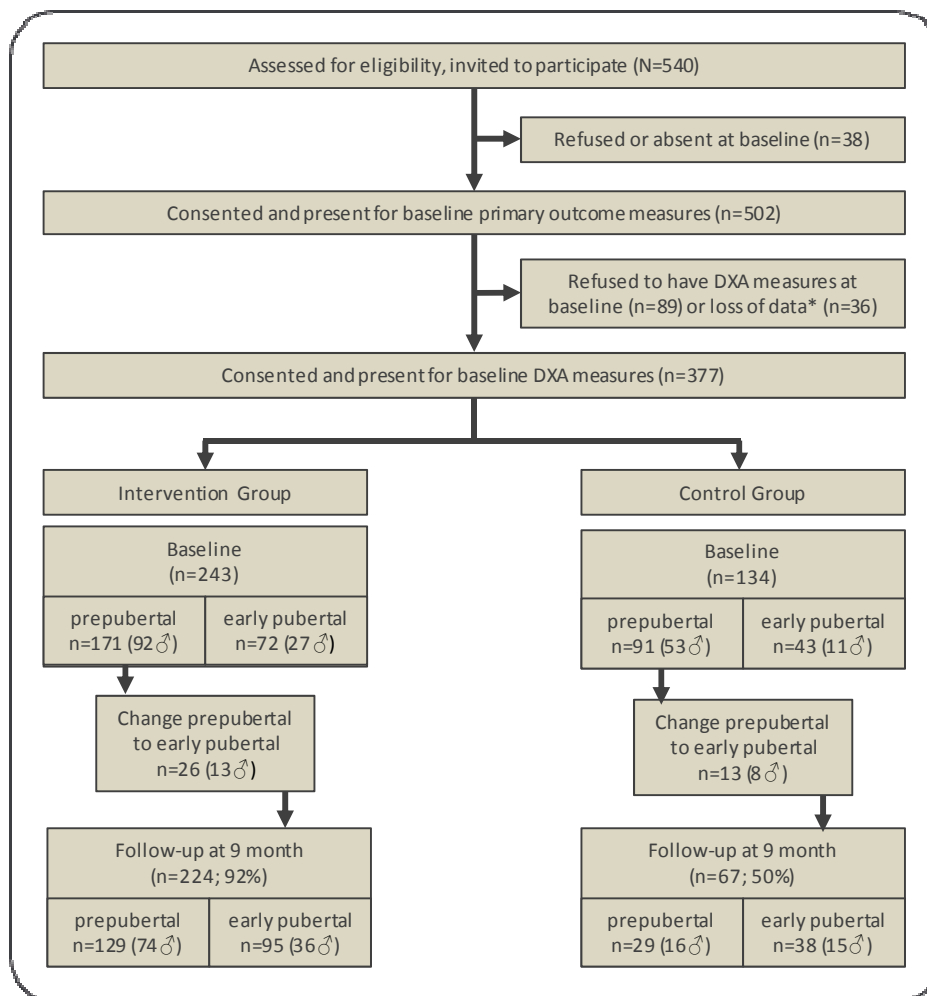 Assessed for eligibility, invited to participate (N=540)
Refused or absent at baseline (n=38)
Consented and present for baseline primary outcome measures (n=502)
Refused to have DXA measures at
baseline (n=89) or loss of data* (n=36)
Consented and present for baseline DXA measures (n=377)
Intervention Group
Baseline
(n=243)
prepubertal
n=171 (92♂)
early pubertal
n=72 (27♂)
Change prepubertal
to early pubertal
n=26 (13♂)
Follow-up at 9 month
(n=224; 92%)
prepubertal
n=129 (74♂)
early pubertal
n=95 (36♂)
Control Group
Baseline
(n=134)
prepubertal
n=91 (53♂)
early pubertal
n=43 (11♂)
Change prepubertal
to early pubertal
n=13 (8♂)
Follow-up at 9 month
(n=67; 50%)
prepubertal
n=29 (16♂)
early pubertal
n=38 (15♂)